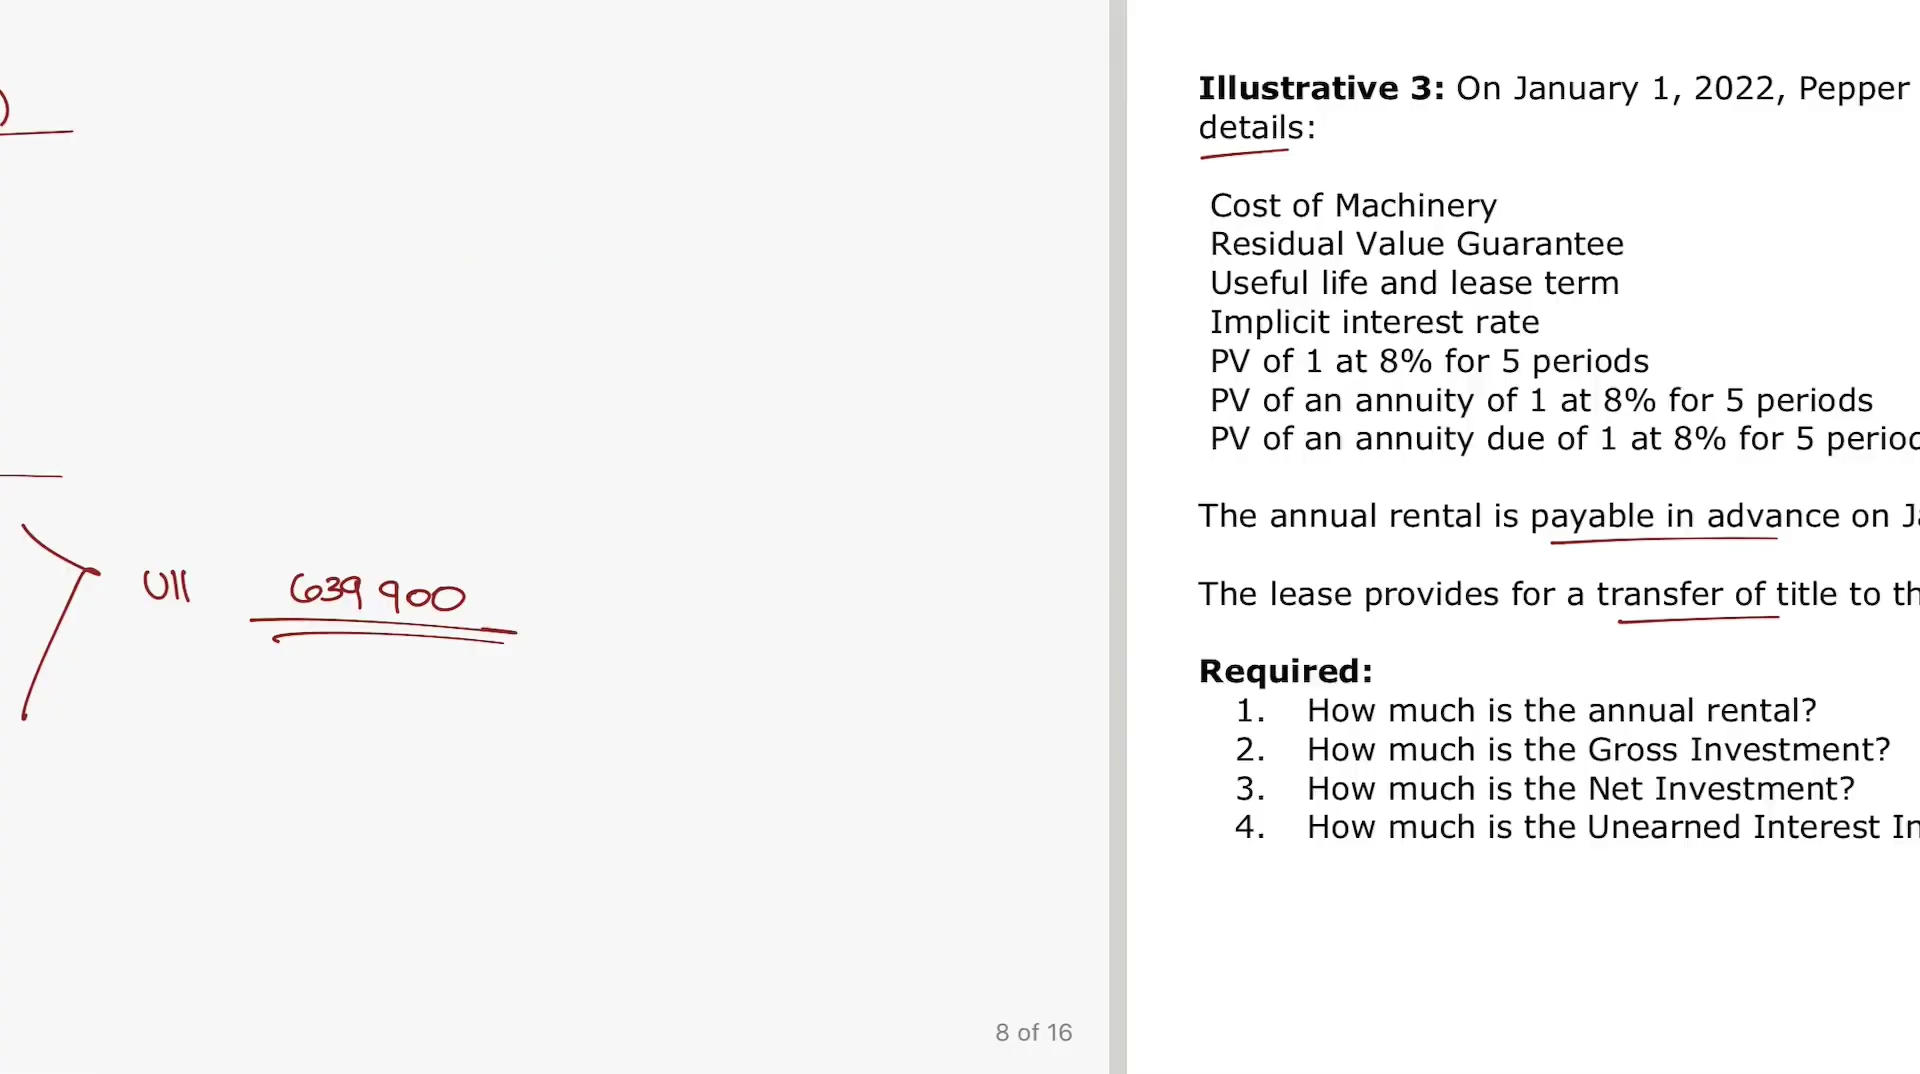 )
UII 639 900
8 of 16
Illustrative 3: On January 1, 2022, Pepper
details:
Cost of Machinery
Residual Value Guarantee
Useful life and lease term
Implicit interest rate
PV of 1 at 8% for 5 periods
PV of an annuity of 1 at 8% for 5 periods
PV of an annuity due of 1 at 8% for 5 perioc
The annual rental is payable in advance on Ja
The lease provides for a transfer of title to th
Required:
1. How much is the annual rental?
2. How much is the Gross Investment?
3. How much is the Net Investment?
4. How much is the Unearned Interest In